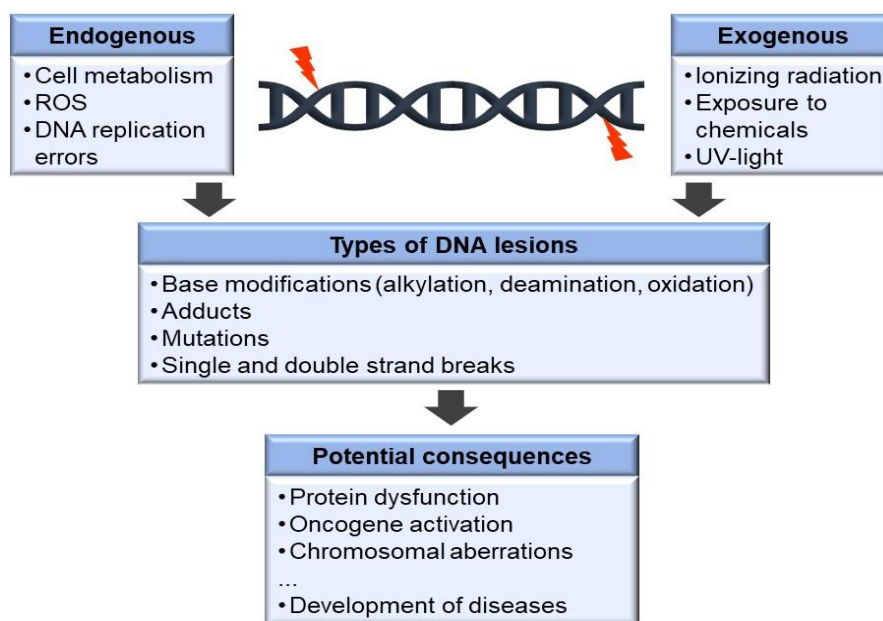 Endogenous
•Cell metabolism
•ROS
•DNA replication
errors
Exogenous
•Ionizing radiation
•Exposure to
chemicals
•UV-light
Types of DNA lesions
•Base modifications (alkylation, deamination, oxidation)
•Adducts
•Mutations
•Single and double strand breaks
Potential consequences
•Protein dysfunction
•Oncogene activation
•Chromosomal aberrations
...
•Development of diseases